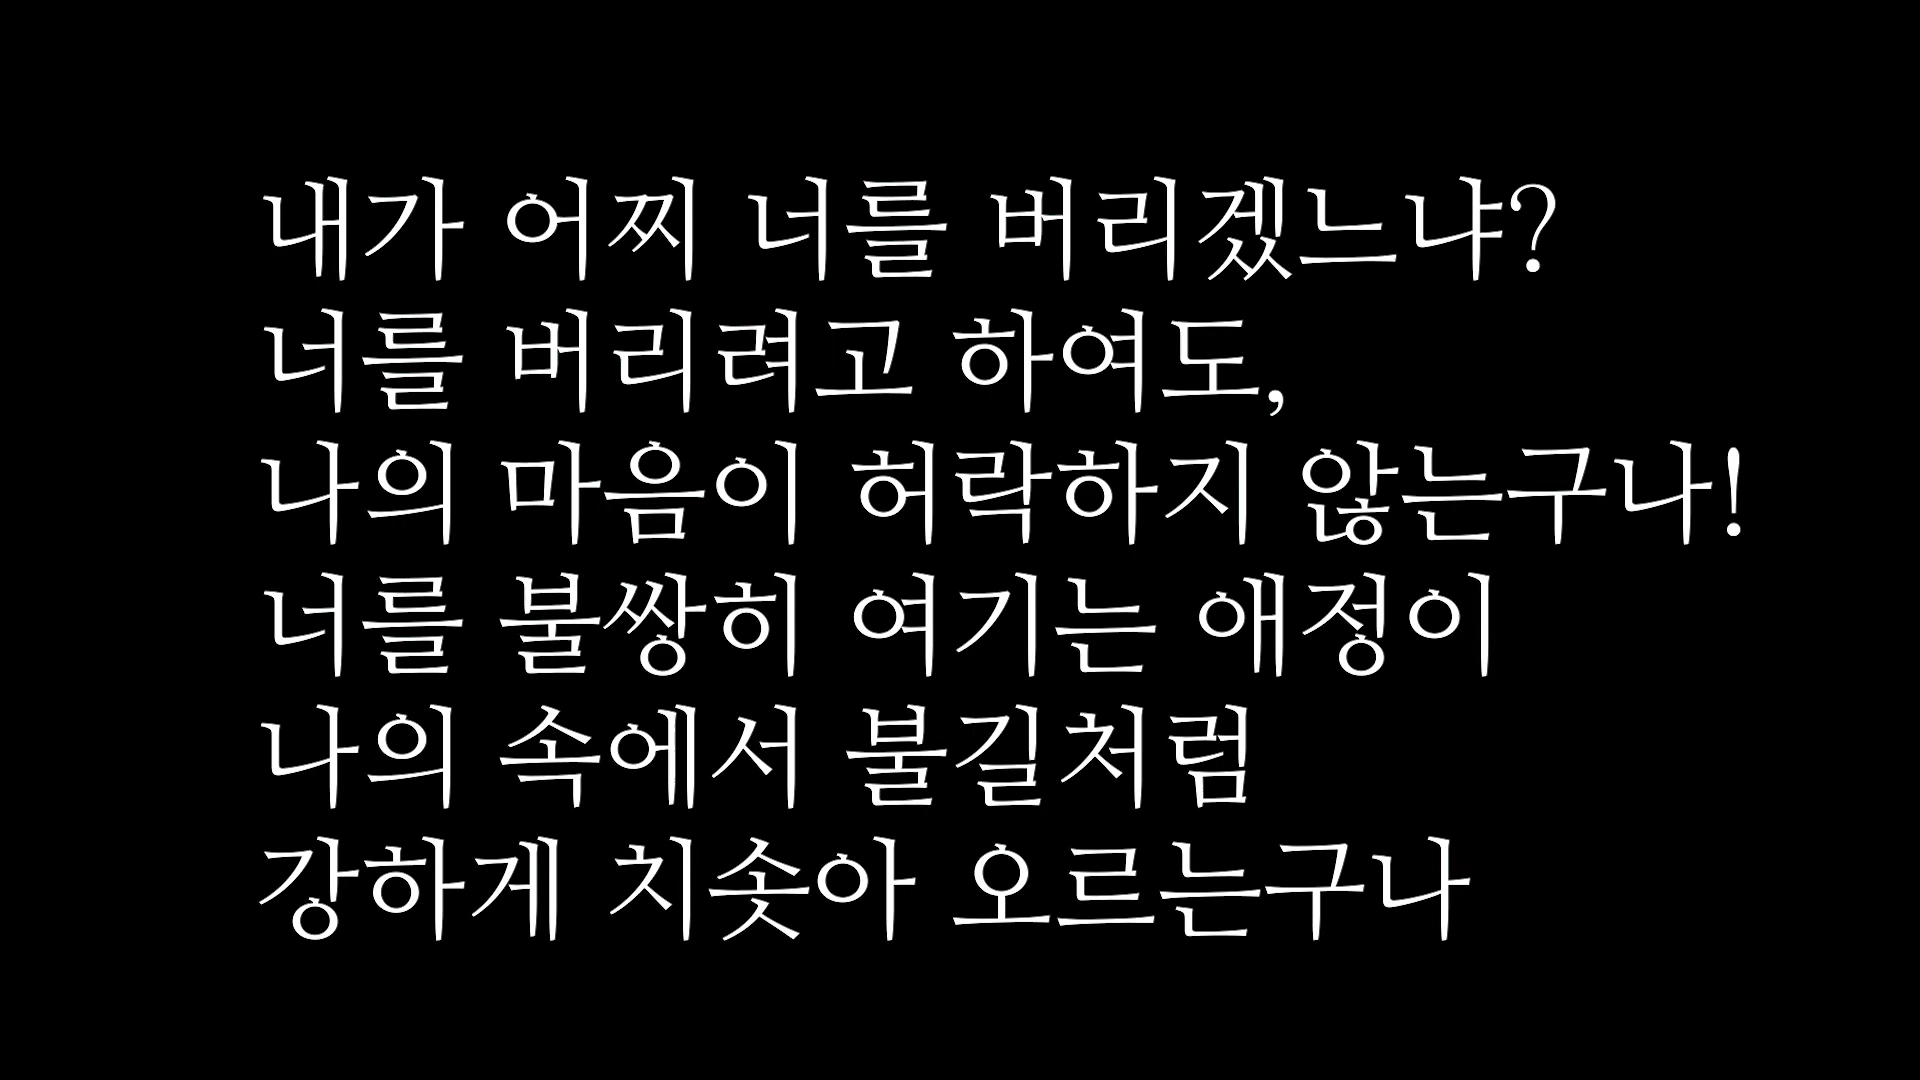 내가 어찌 너를 버리겠느냐?
너를 버리려고 하여도,
나의 마음이 허락하지 않는구나!
너를 불쌍히 여기는 애정이
나의 속에서 불길처럼
강하게 치솟아 오르는구나